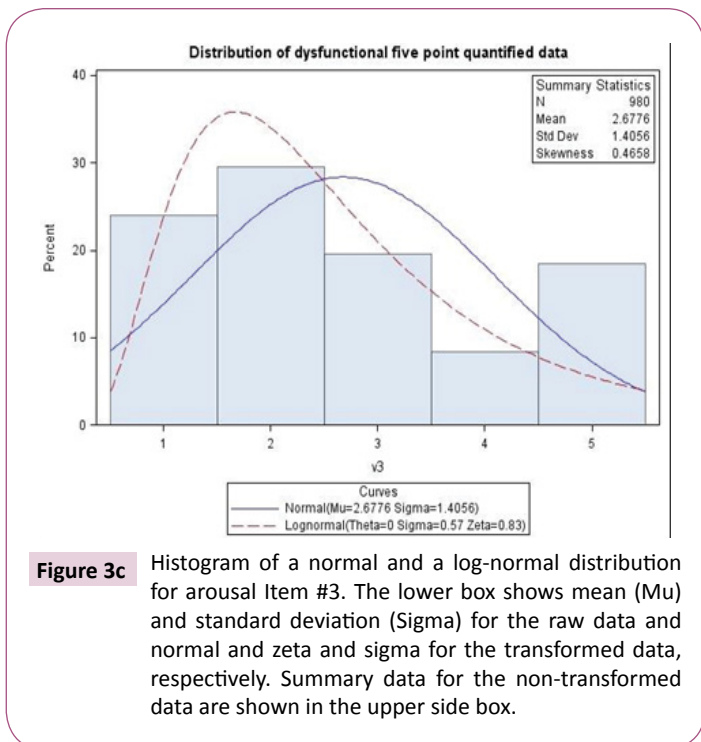 Distribution of dysfunctional five point quantified data
Summary Statistics
N 980
Mean 2.6776
Std Dev 1.4056
Skewness 0.4658
40
30
20
10
0
Percent
1 2 3 4 5
v3
Curves
Normal(Mu=2.6776 Sigma=1.4056)
Lognormal(Theta=0 Sigma=0.57 Zeta=0.83)
Figure 3c
Histogram of a normal and a log-normal distribution
for arousal Item #3. The lower box shows mean (Mu)
and standard deviation (Sigma) for the raw data and
normal and zeta and sigma for the transformed data,
respectively. Summary data for the non-transformed
data are shown in the upper side box.